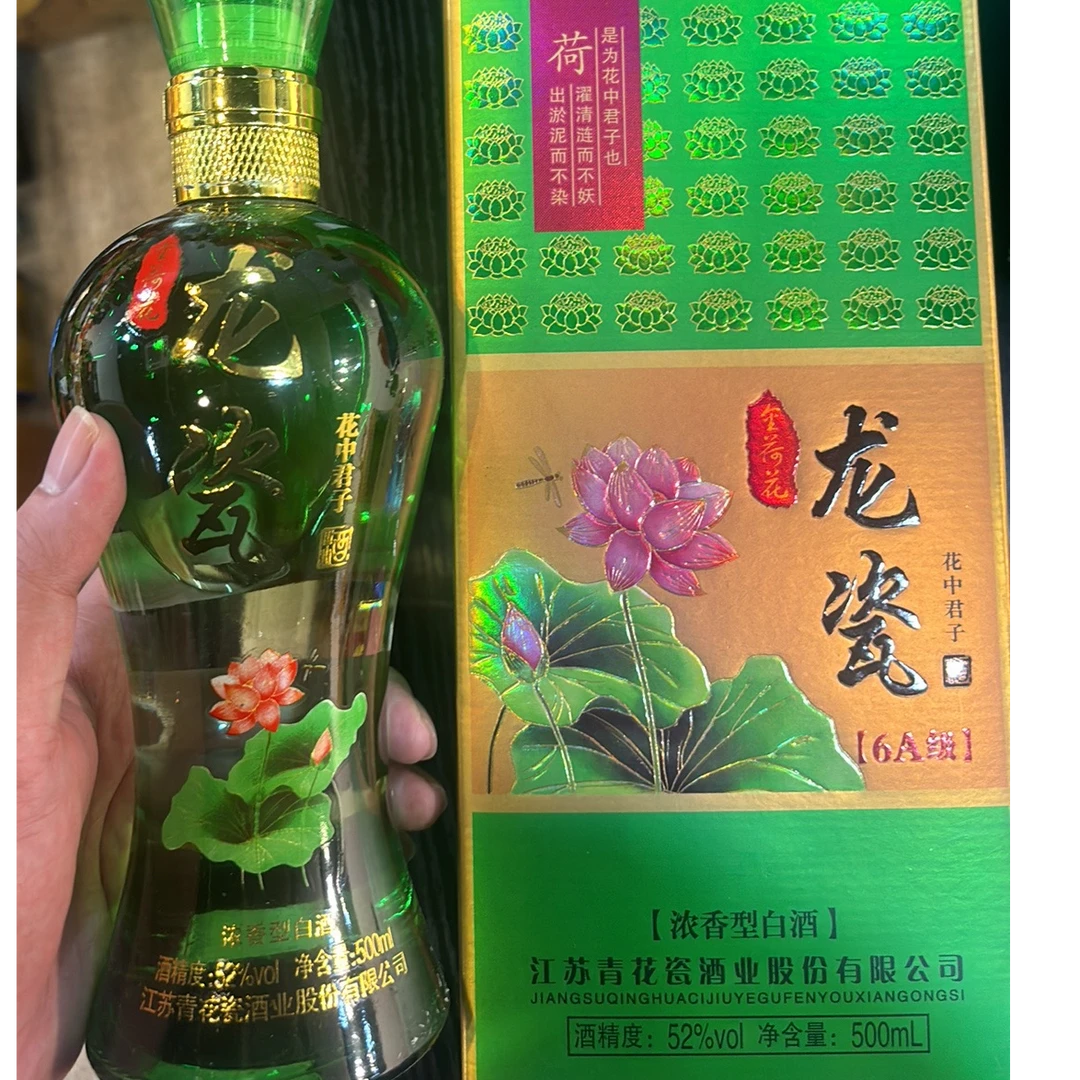 龙瓷
花中君子
浓香型白酒
酒精度:52%vol 净含量:500ml
江苏青花瓷酒业股份有限公司
荷
是为花中君子也
濯清涟而不妖
出淤泥而不染
金荷花
龙瓷
花中君子
【6A级】
【浓香型白酒】
江苏青花瓷酒业股份有限公司
JIANGSUQINGHUACIJIUYEGUFENYOUXIANGONGSI
酒精度：52%vol 净含量：500mL